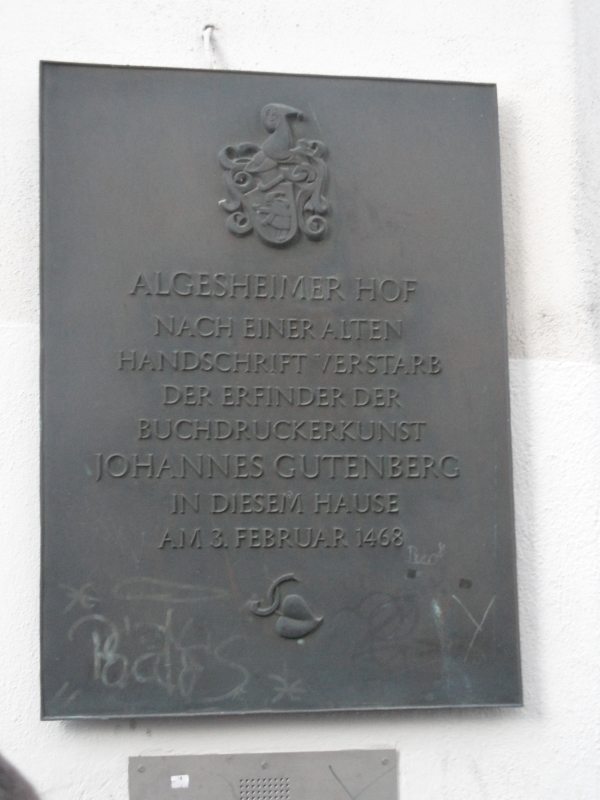 ALGESHEIMER HOF
NACH EINER ALTEN
HANDSCHRIFT VERSTARB
DER ERFINDER DER
BUCHDRUCKERKUNST
JOHANNES GUTENBERG
IN DIESEM HAUSE
AM 3. FEBRUAR 1468